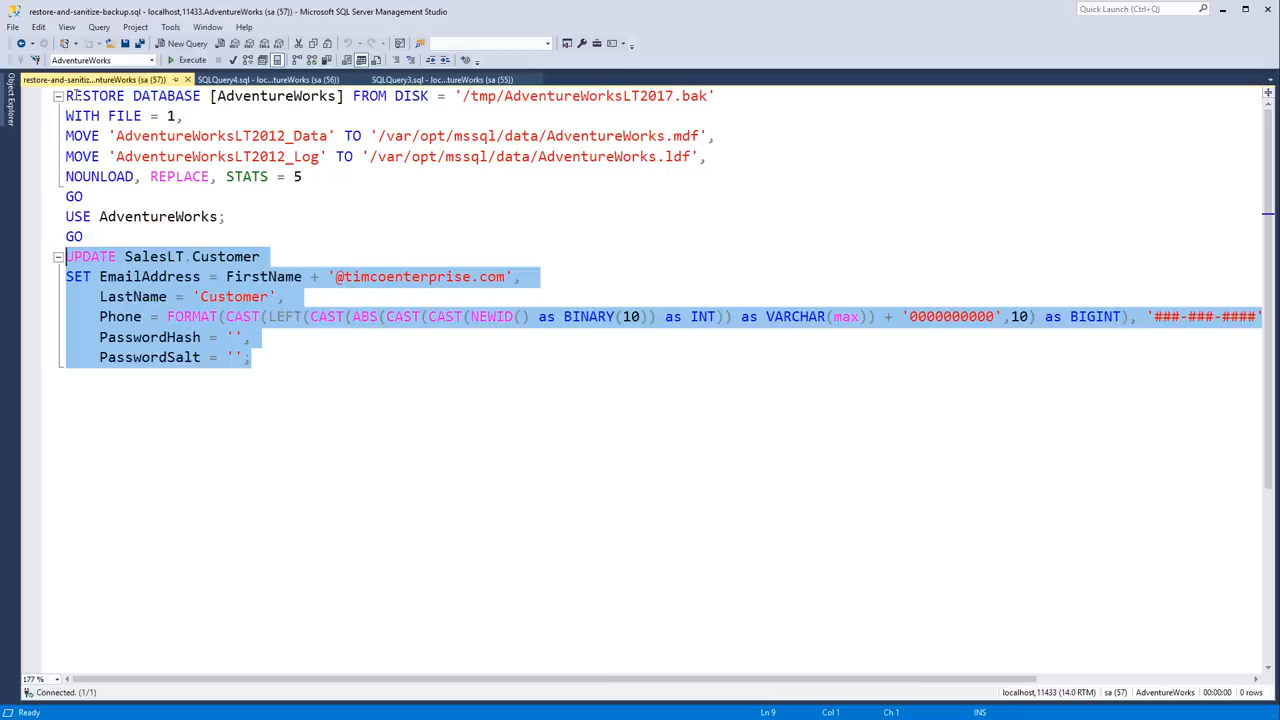 restore-and-sanitize-backup.sql - localhost,11433.AdventureWorks (sa (57)) - Microsoft SQL Server Management Studio
Quick Launch (Ctrl+Q)
File Edit View Query Project Tools Window Help
New Query
AdventureWorks
Execute
restore-and-sanitiz...ntureWorks (sa (57))
SQLQuery4.sql - loc...tureWorks (sa (56))
SQLQuery3.sql - loc...tureWorks (sa (55))
Object Explorer
RESTORE DATABASE [AdventureWorks] FROM DISK = '/tmp/AdventureWorksLT2017.bak'
WITH FILE = 1,
MOVE 'AdventureWorksLT2012_Data' TO '/var/opt/mssql/data/AdventureWorks.mdf',
MOVE 'AdventureWorksLT2012_Log' TO '/var/opt/mssql/data/AdventureWorks.ldf',
NOUNLOAD, REPLACE, STATS = 5
GO
USE AdventureWorks;
GO
UPDATE SalesLT.Customer
SET EmailAddress = FirstName + '@timcoenterprise.com',
LastName = 'Customer',
Phone = FORMAT(CAST(LEFT(CAST(ABS(CAST(CAST(NEWID() as BINARY(10)) as INT)) as VARCHAR(max)) + '0000000000',10) as BIGINT), '###-###-####'
PasswordHash = '',
PasswordSalt = '';
177 %
Connected. (1/1)
localhost,11433 (14.0 RTM) sa (57) AdventureWorks 00:00:00 0 rows
Ready
Ln 9 Col 1 Ch 1 INS